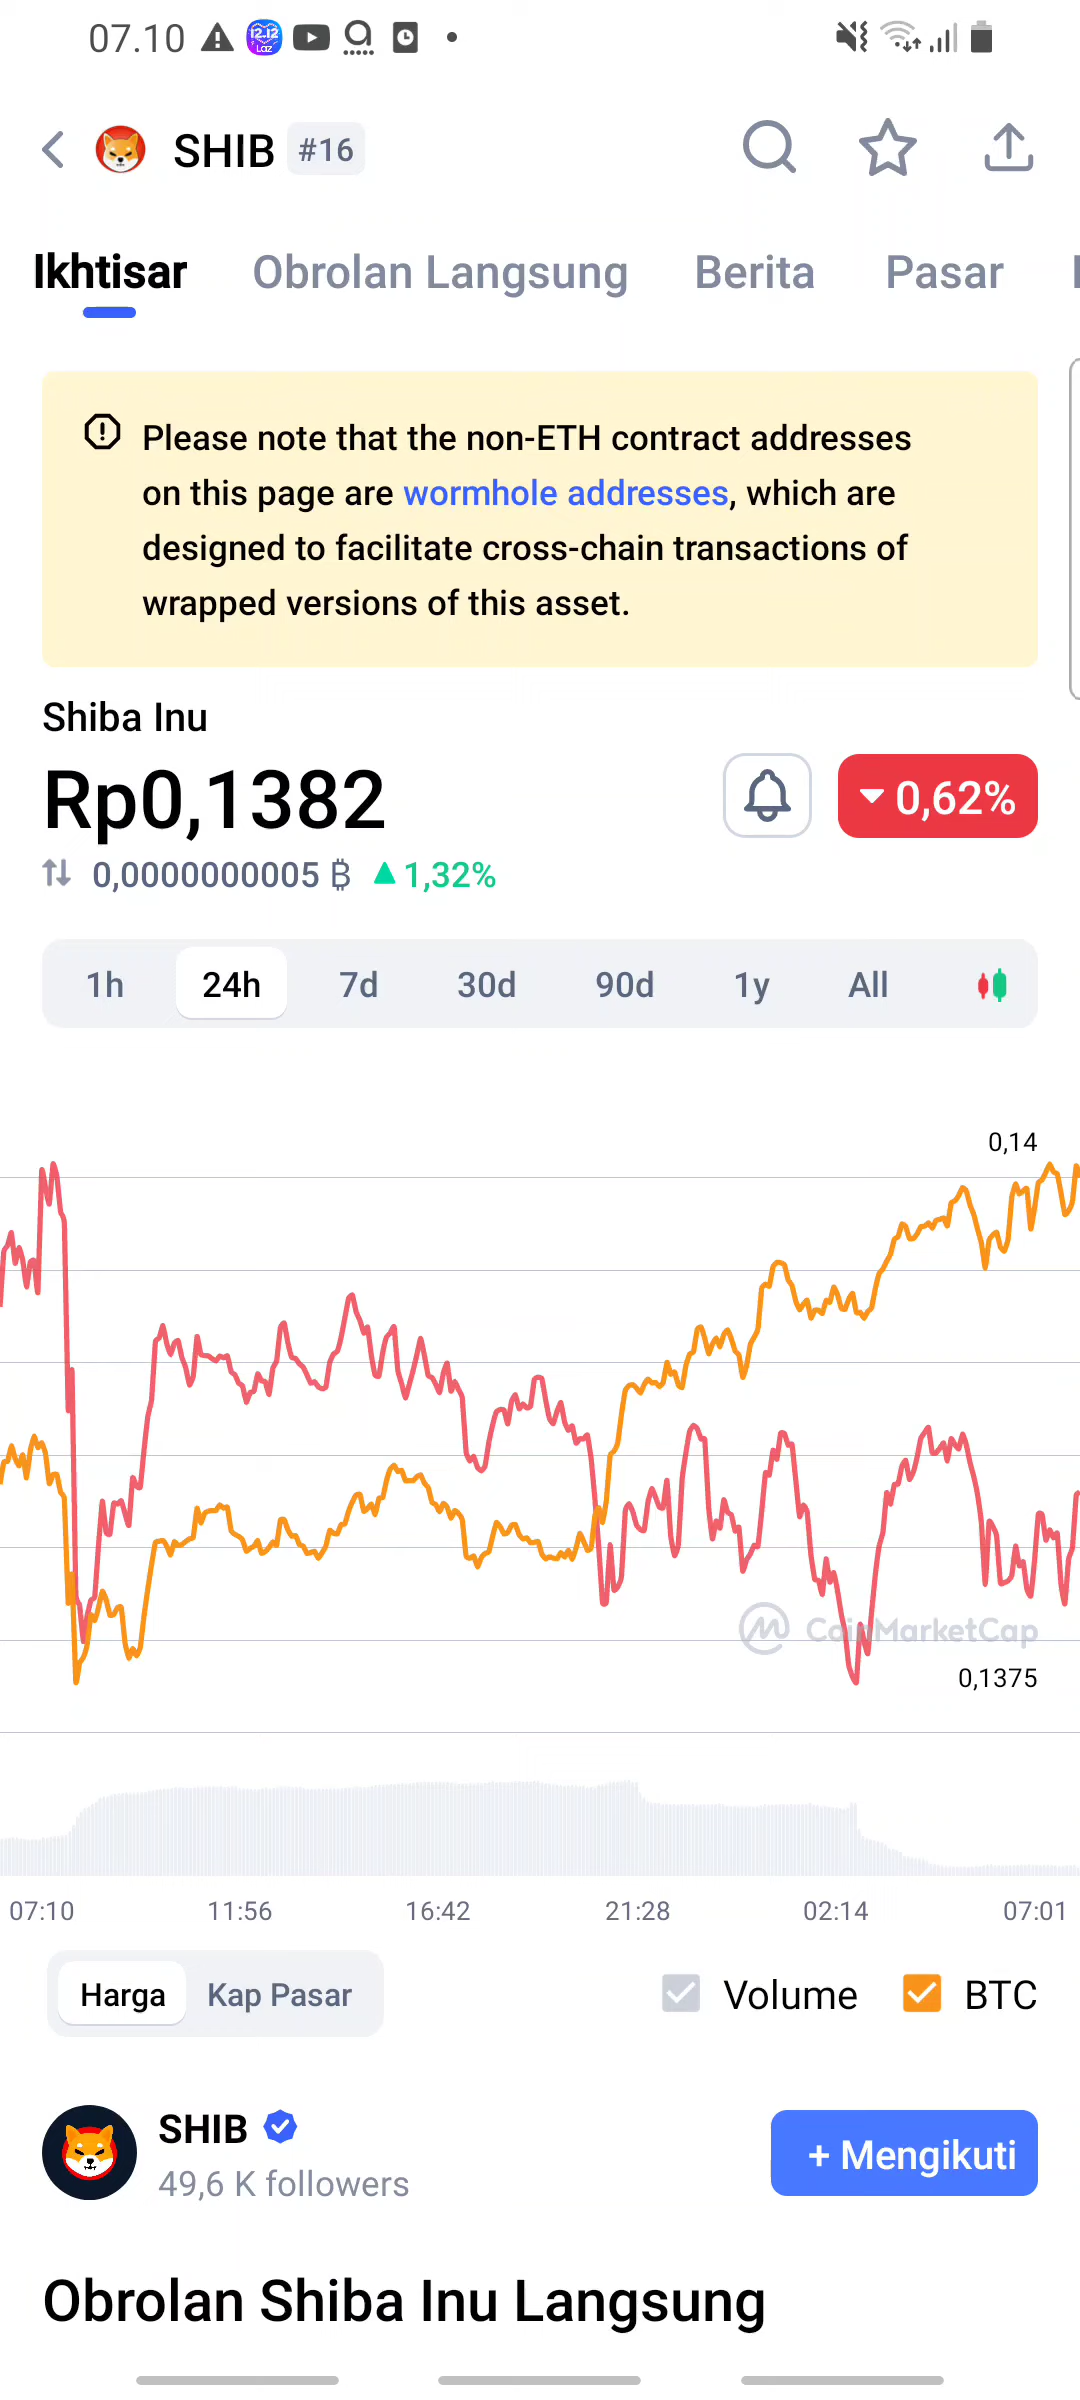 07.10
12.12
LAZ
SHIB #16
Ikhtisar Obrolan Langsung Berita Pasar
Please note that the non-ETH contract addresses
on this page are wormhole addresses, which are
designed to facilitate cross-chain transactions of
wrapped versions of this asset.
Shiba Inu
Rp0,1382
0,62%
0,0000000005 ₿ 1,32%
1h 24h 7d 30d 90d 1y All
0,14
CoinMarketCap
0,1375
07:10 11:56 16:42 21:28 02:14 07:01
Harga Kap Pasar Volume BTC
SHIB
49,6 K followers
+ Mengikuti
Obrolan Shiba Inu Langsung